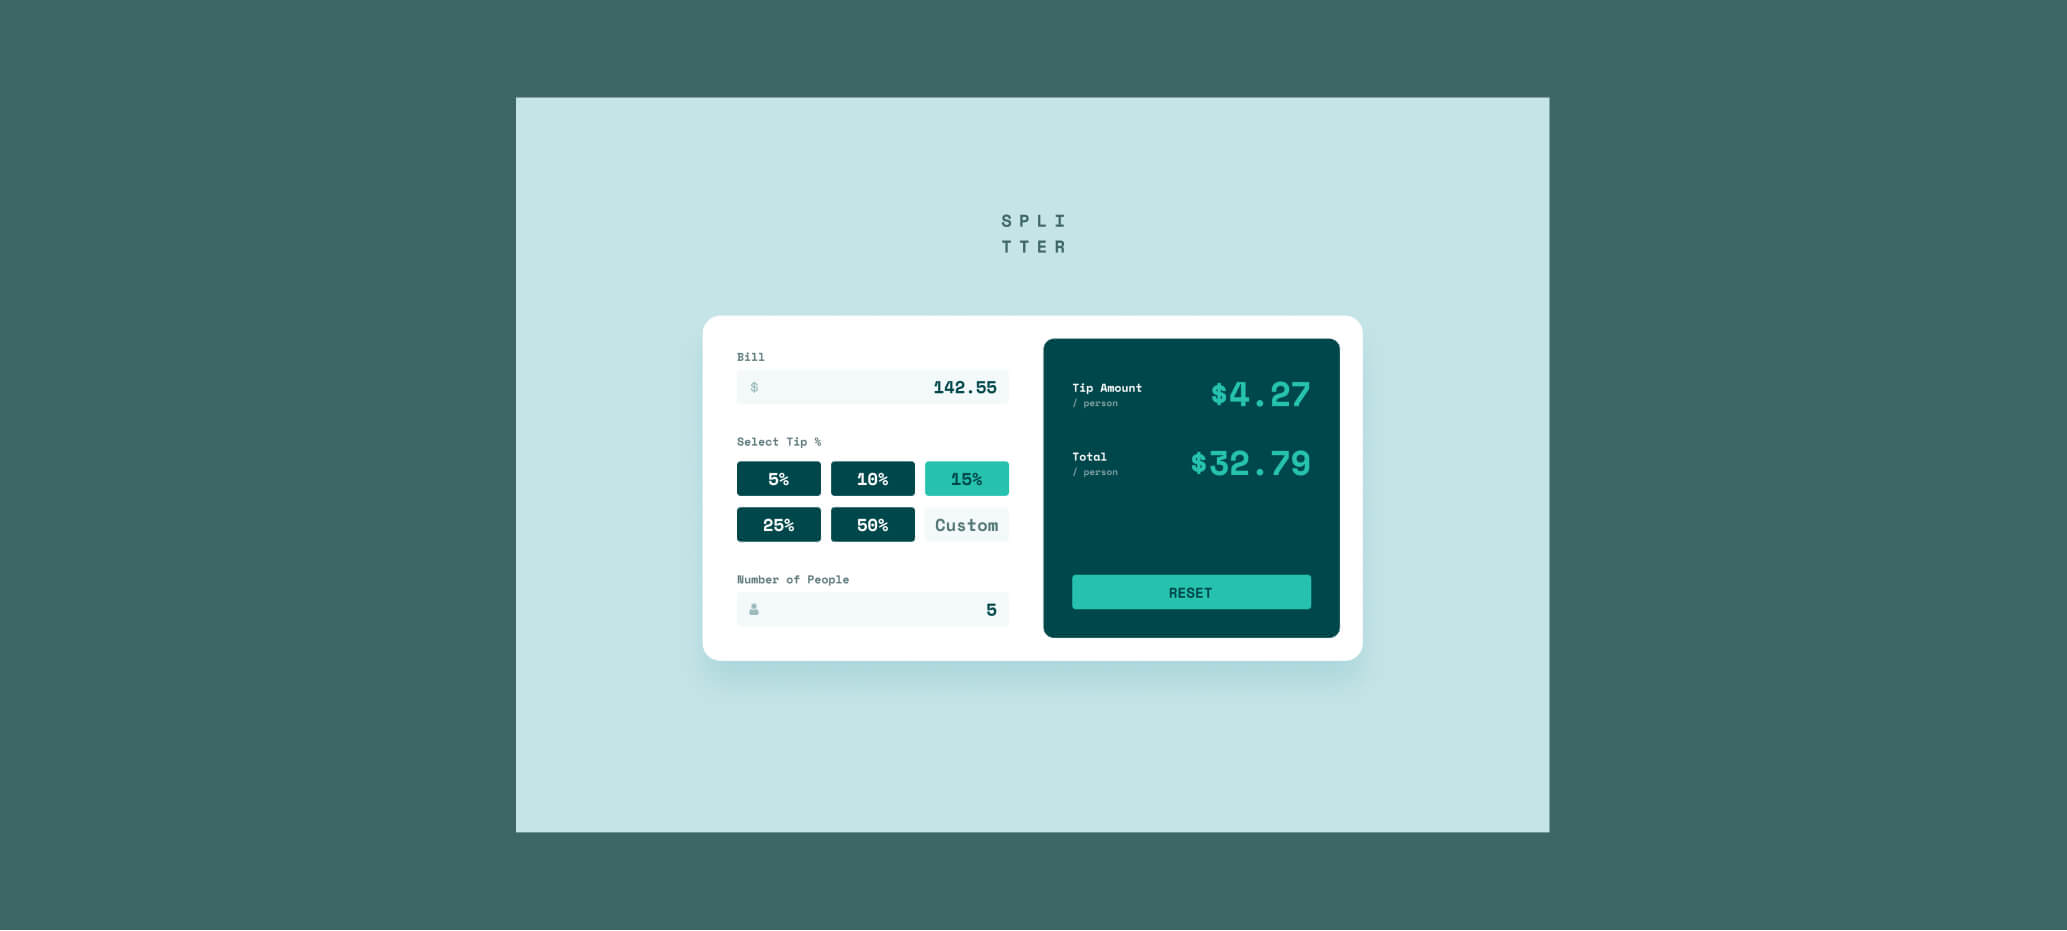 SPLI
TTER
Bill
$ 142.55
Select Tip %
5% 10% 15%
25% 50% Custom
Number of People
5
Tip Amount
/ person
$4.27
Total
/ person
$32.79
RESET